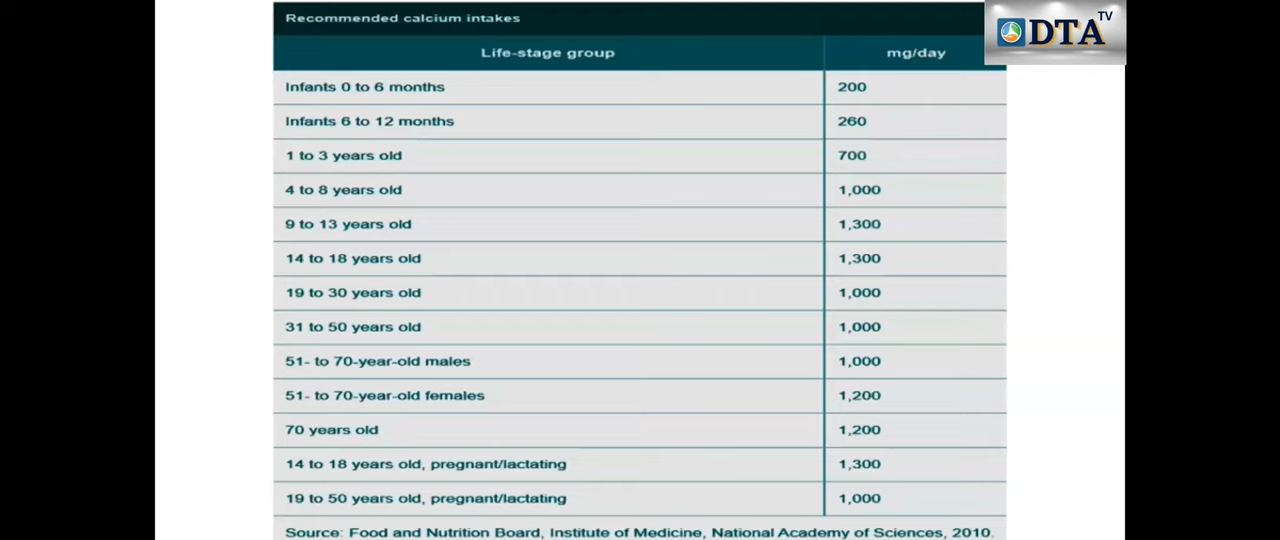 Recommended calcium intakes
DTA TV
Life-stage group mg/day
Infants 0 to 6 months 200
Infants 6 to 12 months 260
1 to 3 years old 700
4 to 8 years old 1,000
9 to 13 years old 1,300
14 to 18 years old 1,300
19 to 30 years old 1,000
31 to 50 years old 1,000
51- to 70-year-old males 1,000
51- to 70-year-old females 1,200
70 years old 1,200
14 to 18 years old, pregnant/lactating 1,300
19 to 50 years old, pregnant/lactating 1,000
Source: Food and Nutrition Board, Institute of Medicine, National Academy of Sciences, 2010.